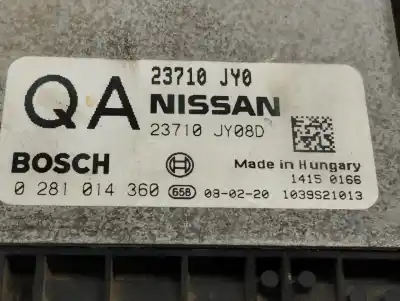 23710 JY0
QA NISSAN
23710 JY08D
BOSCH Made in Hungary
1415 0166
0 281 014 360 658 08-02-20 1039S21013